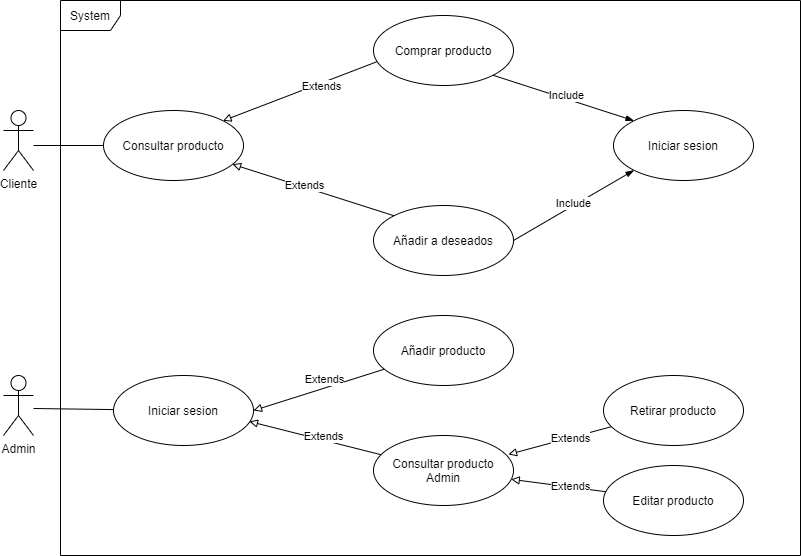 System
Comprar producto
Extends
Include
Consultar producto
Iniciar sesion
Cliente
Extends
Include
Añadir a deseados
Añadir producto
Extends
Iniciar sesion
Retirar producto
Admin
Extends
Extends
Consultar producto
Admin
Extends
Editar producto